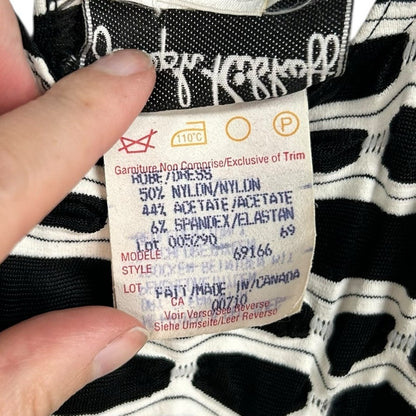 110°C
P
Garniture Non Comprise/Exclusive of Trim
ROBE/DRESS
50% NYLON/NYLON
44% ACETATE/ACETATE
6% SPANDEX/ELASTAN
Lot 005290 69
MODELE
STYLE 69166
LOT FAIT/MADE IN/CANADA
CA 00710
Voir Verso/See Reverse
Siehe Umseite/Leer Reverso